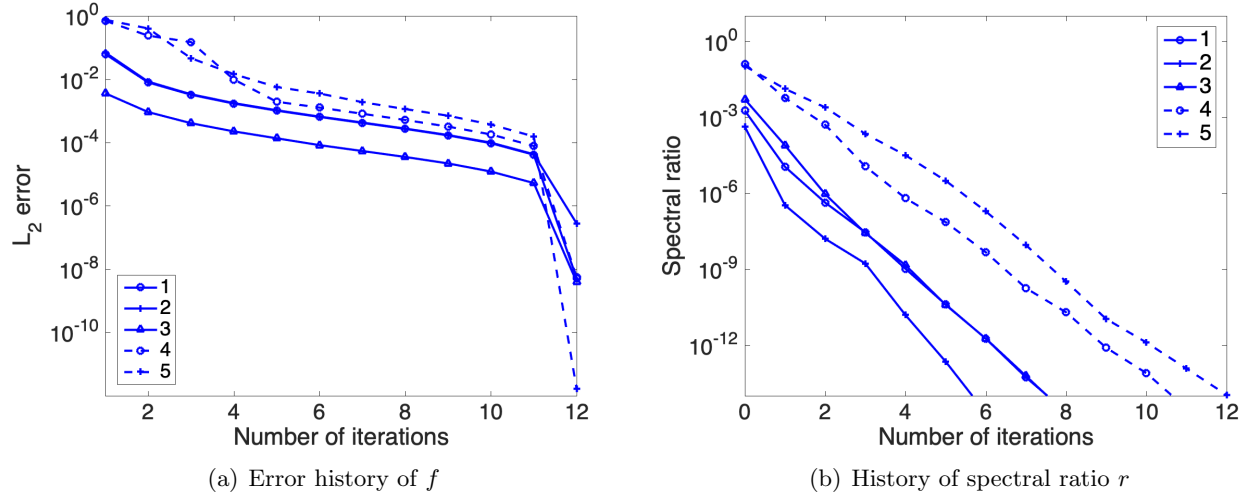 10^0
10^-2
10^-4
10^-6
10^-8
10^-10
L_2 error
1
2
3
4
5
2 4 6 8 10 12
Number of iterations
(a) Error history of f
10^0
10^-3
10^-6
10^-9
10^-12
Spectral ratio
1
2
3
4
5
0 2 4 6 8 10 12
Number of iterations
(b) History of spectral ratio r